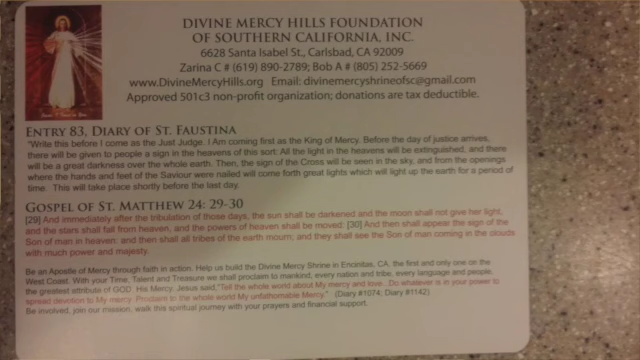 DIVINE MERCY HILLS FOUNDATION
OF SOUTHERN CALIFORNIA, INC.
6628 Santa Isabel St., Carlsbad, CA 92009
Zarina C # (619) 890-2789; Bob A # (805) 252-5669
www.DivineMercyHills.org Email: divinemercyshrineofsc@gmail.com
Approved 501c3 non-profit organization; donations are tax deductible.
ENTRY 83, DIARY OF ST. FAUSTINA
"Write this before I come as the Just Judge. I Am coming first as the King of Mercy. Before the day of justice arrives,
there will be given to people a sign in the heavens of this sort: All the light in the heavens will be extinguished, and there
will be a great darkness over the whole earth. Then, the sign of the Cross will be seen in the sky, and from the openings
where the hands and feet of the Saviour were nailed will come forth great lights which will light up the earth for a period of
time. This will take place shortly before the last day.
GOSPEL OF ST. MATTHEW 24: 29-30
[29] And immediately after the tribulation of those days, the sun shall be darkened and the moon shall not give her light,
and the stars shall fall from heaven, and the powers of heaven shall be moved: [30] And then shall appear the sign of the
Son of man in heaven: and then shall all tribes of the earth mourn; and they shall see the Son of man coming in the clouds
with much power and majesty.
Be an Apostle of Mercy through faith in action. Help us build the Divine Mercy Shrine in Encinitas, CA, the first and only one on the
West Coast. With your Time, Talent and Treasure we shall proclaim to mankind, every nation and tribe, every language and people,
the greatest attribute of GOD. His Mercy. Jesus said, "Tell the whole world about My mercy and love.. Do whatever is in your power to
spread devotion to My mercy. Proclaim to the whole world My unfathomable Mercy." (Diary #1074; Diary #1142)
Be involved, join our mission, walk this spiritual journey with your prayers and financial support.